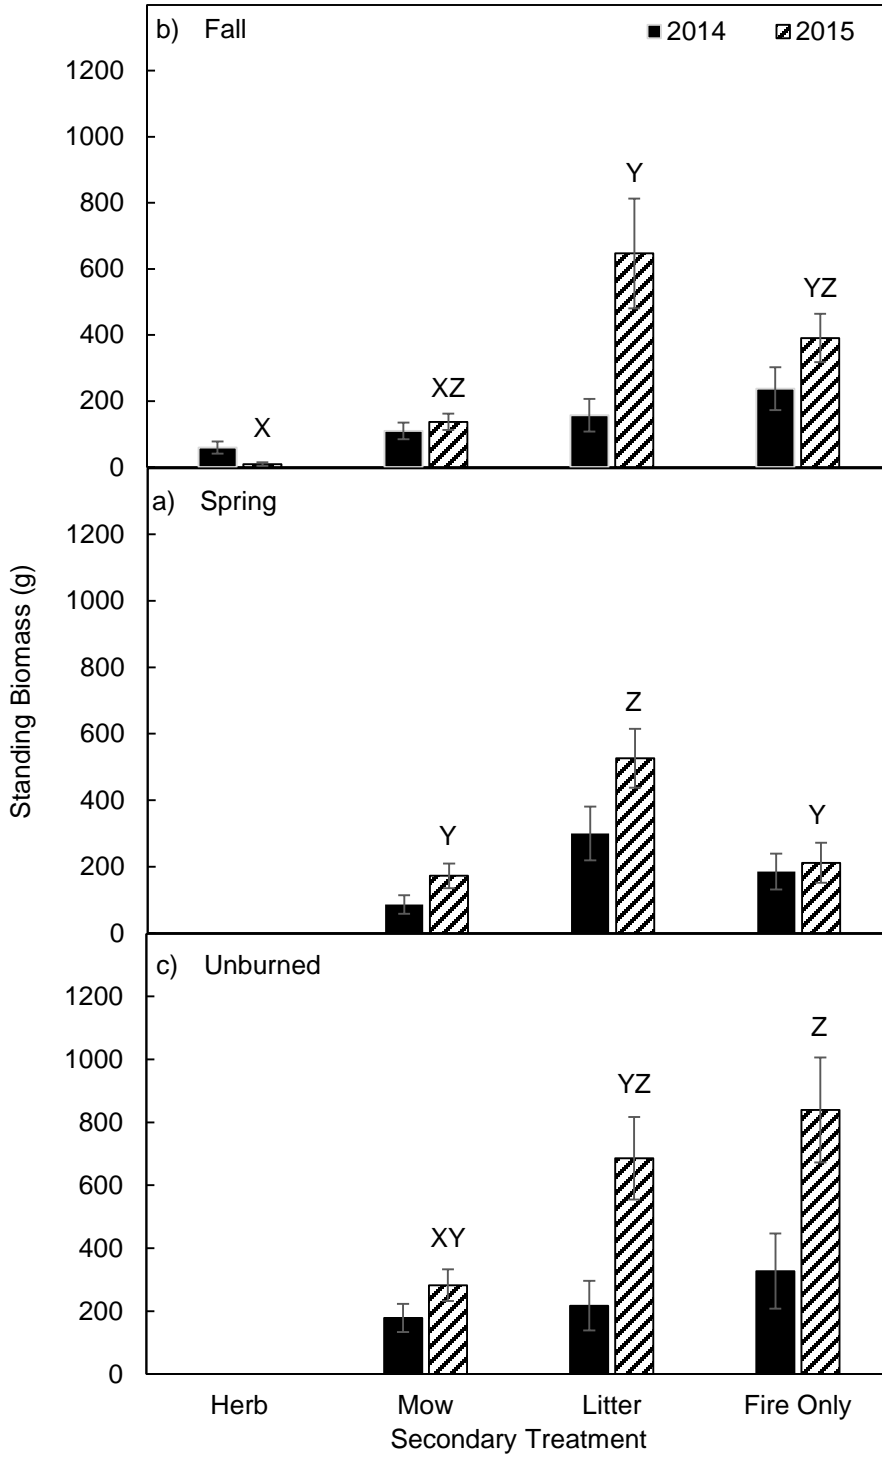 b) Fall
2014 2015
1200
1000
800
600
400
200
0
Y
YZ
XZ
X
a) Spring
1200
1000
800
600
400
200
0
Z
Y
Y
Standing Biomass (g)
c) Unburned
1200
1000
800
600
400
200
0
Z
YZ
XY
Herb Mow Litter Fire Only
Secondary Treatment